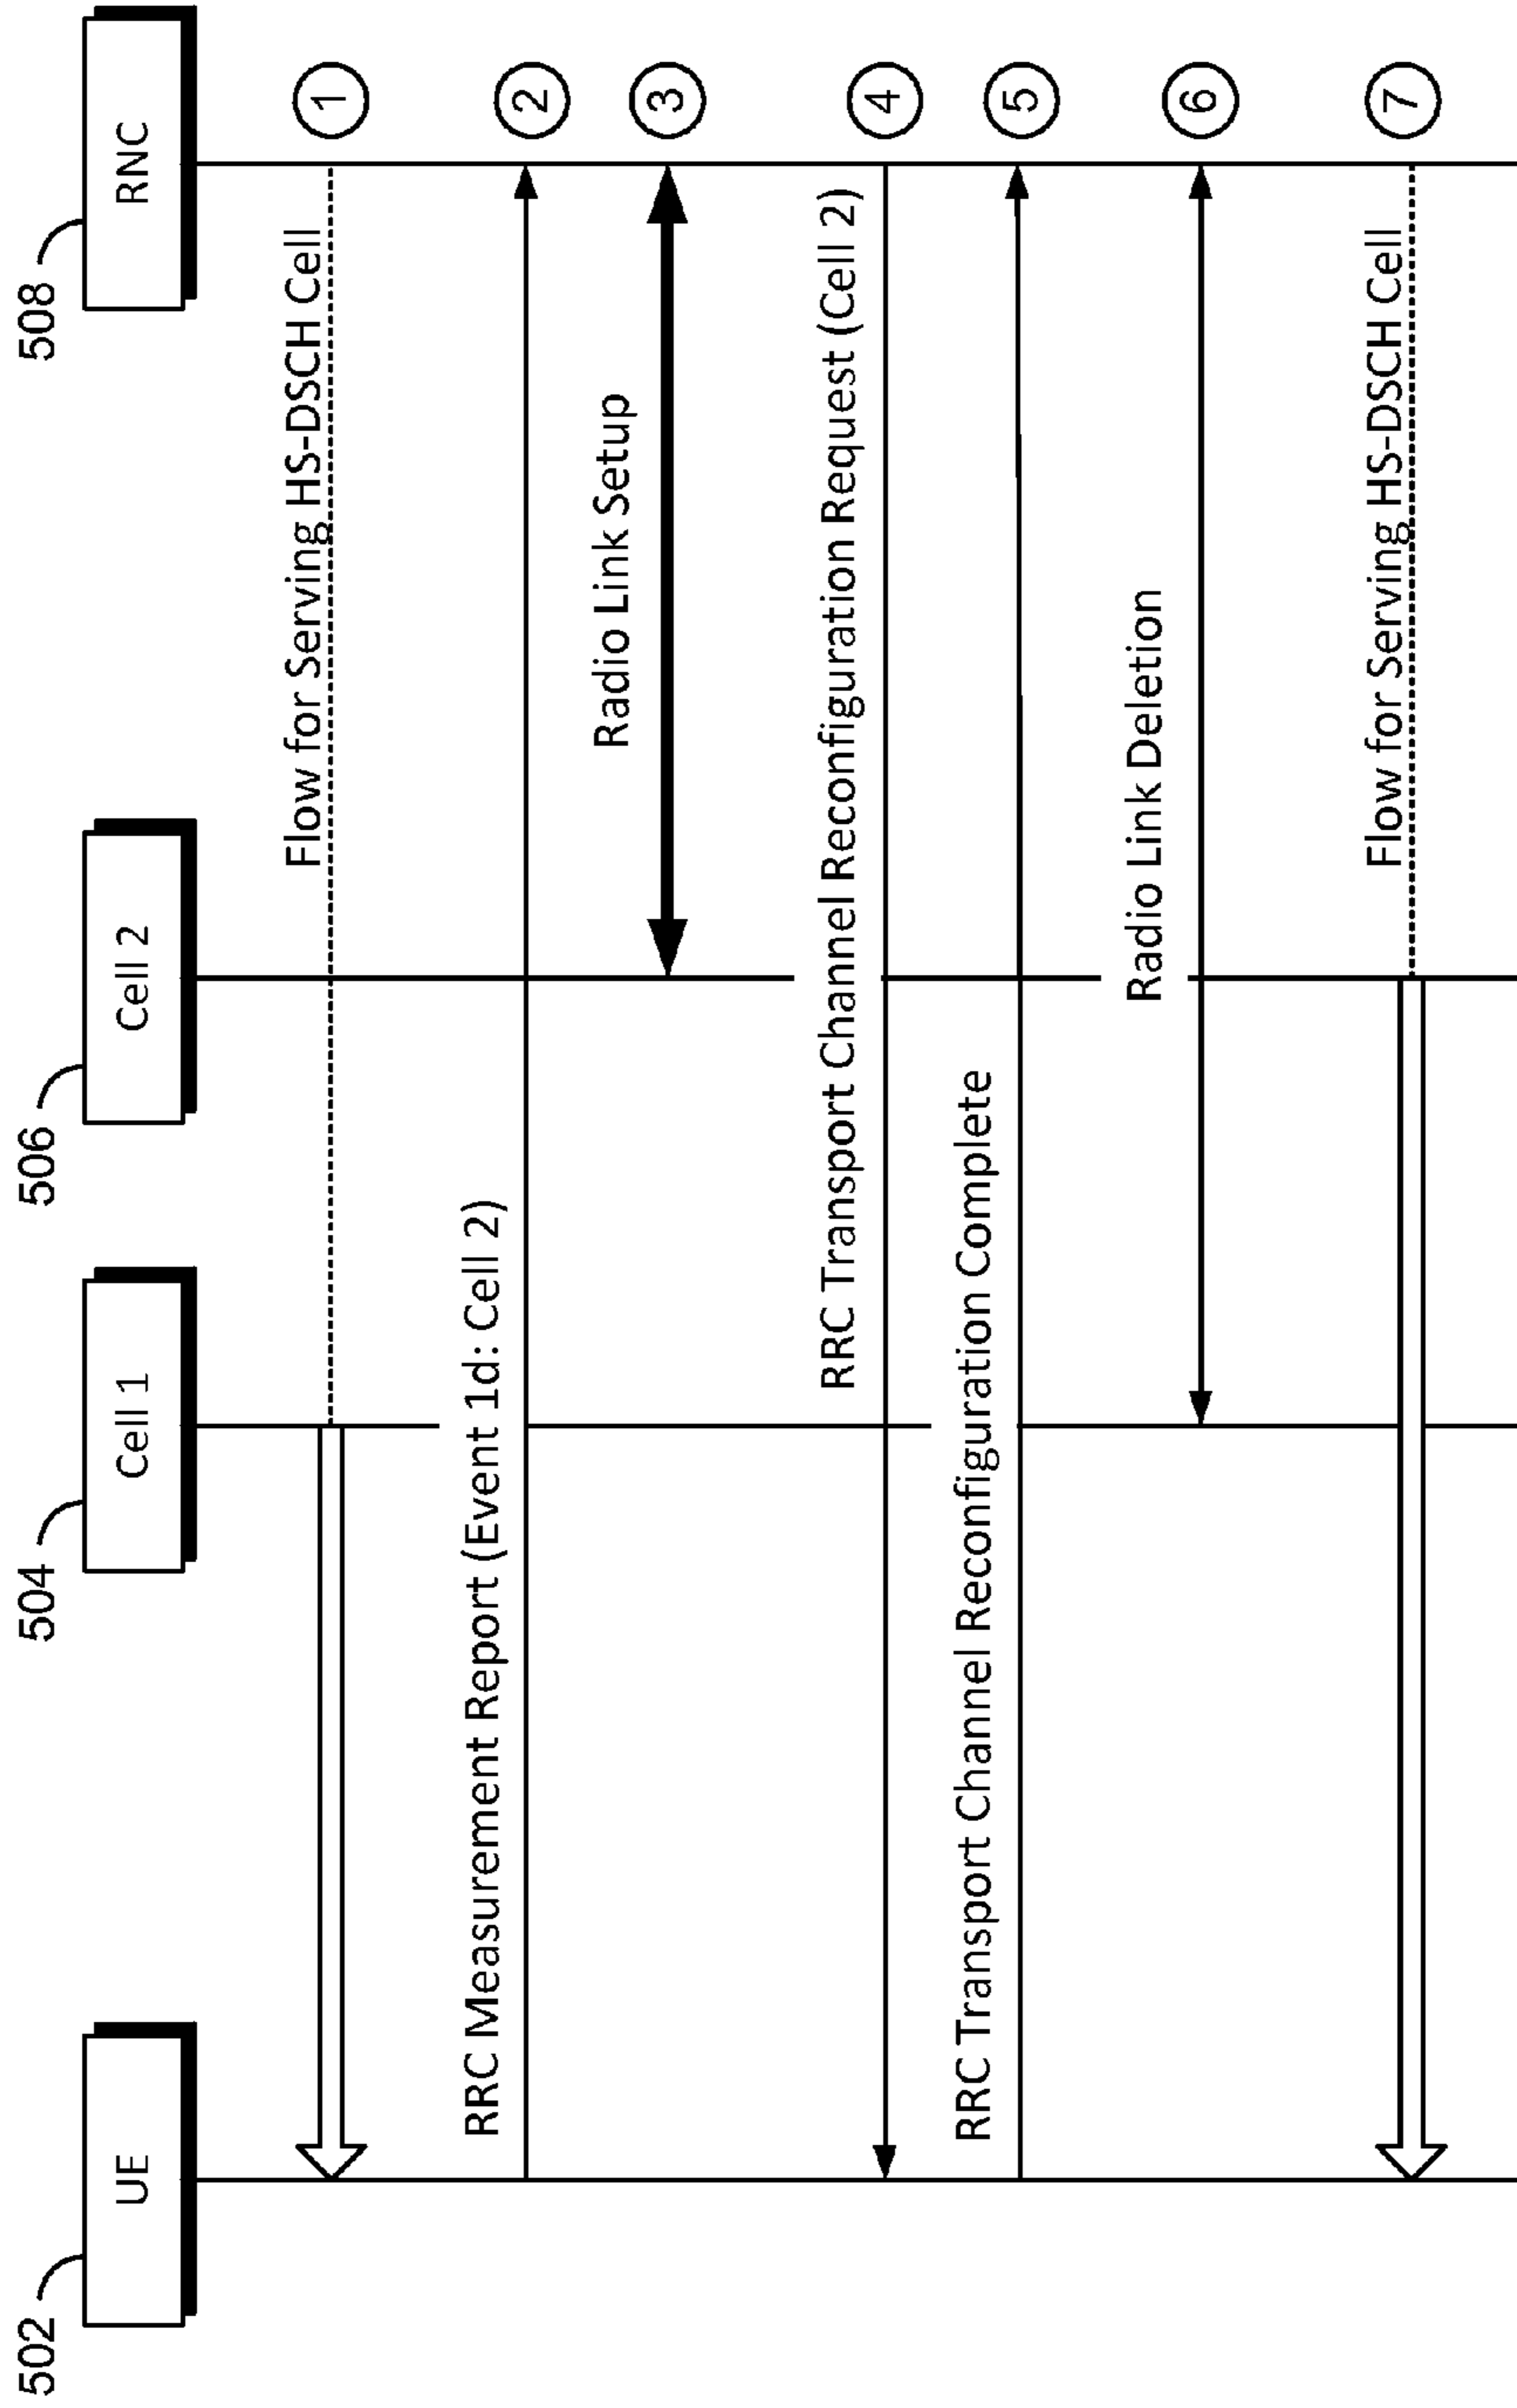 502
504
506
508
UE
Cell 1
Cell 2
RNC
Flow for Serving HS-DSCH Cell
1
RRC Measurement Report (Event 1d: Cell 2)
2
Radio Link Setup
3
RRC Transport Channel Reconfiguration Request (Cell 2)
4
RRC Transport Channel Reconfiguration Complete
5
Radio Link Deletion
6
Flow for Serving HS-DSCH Cell
7